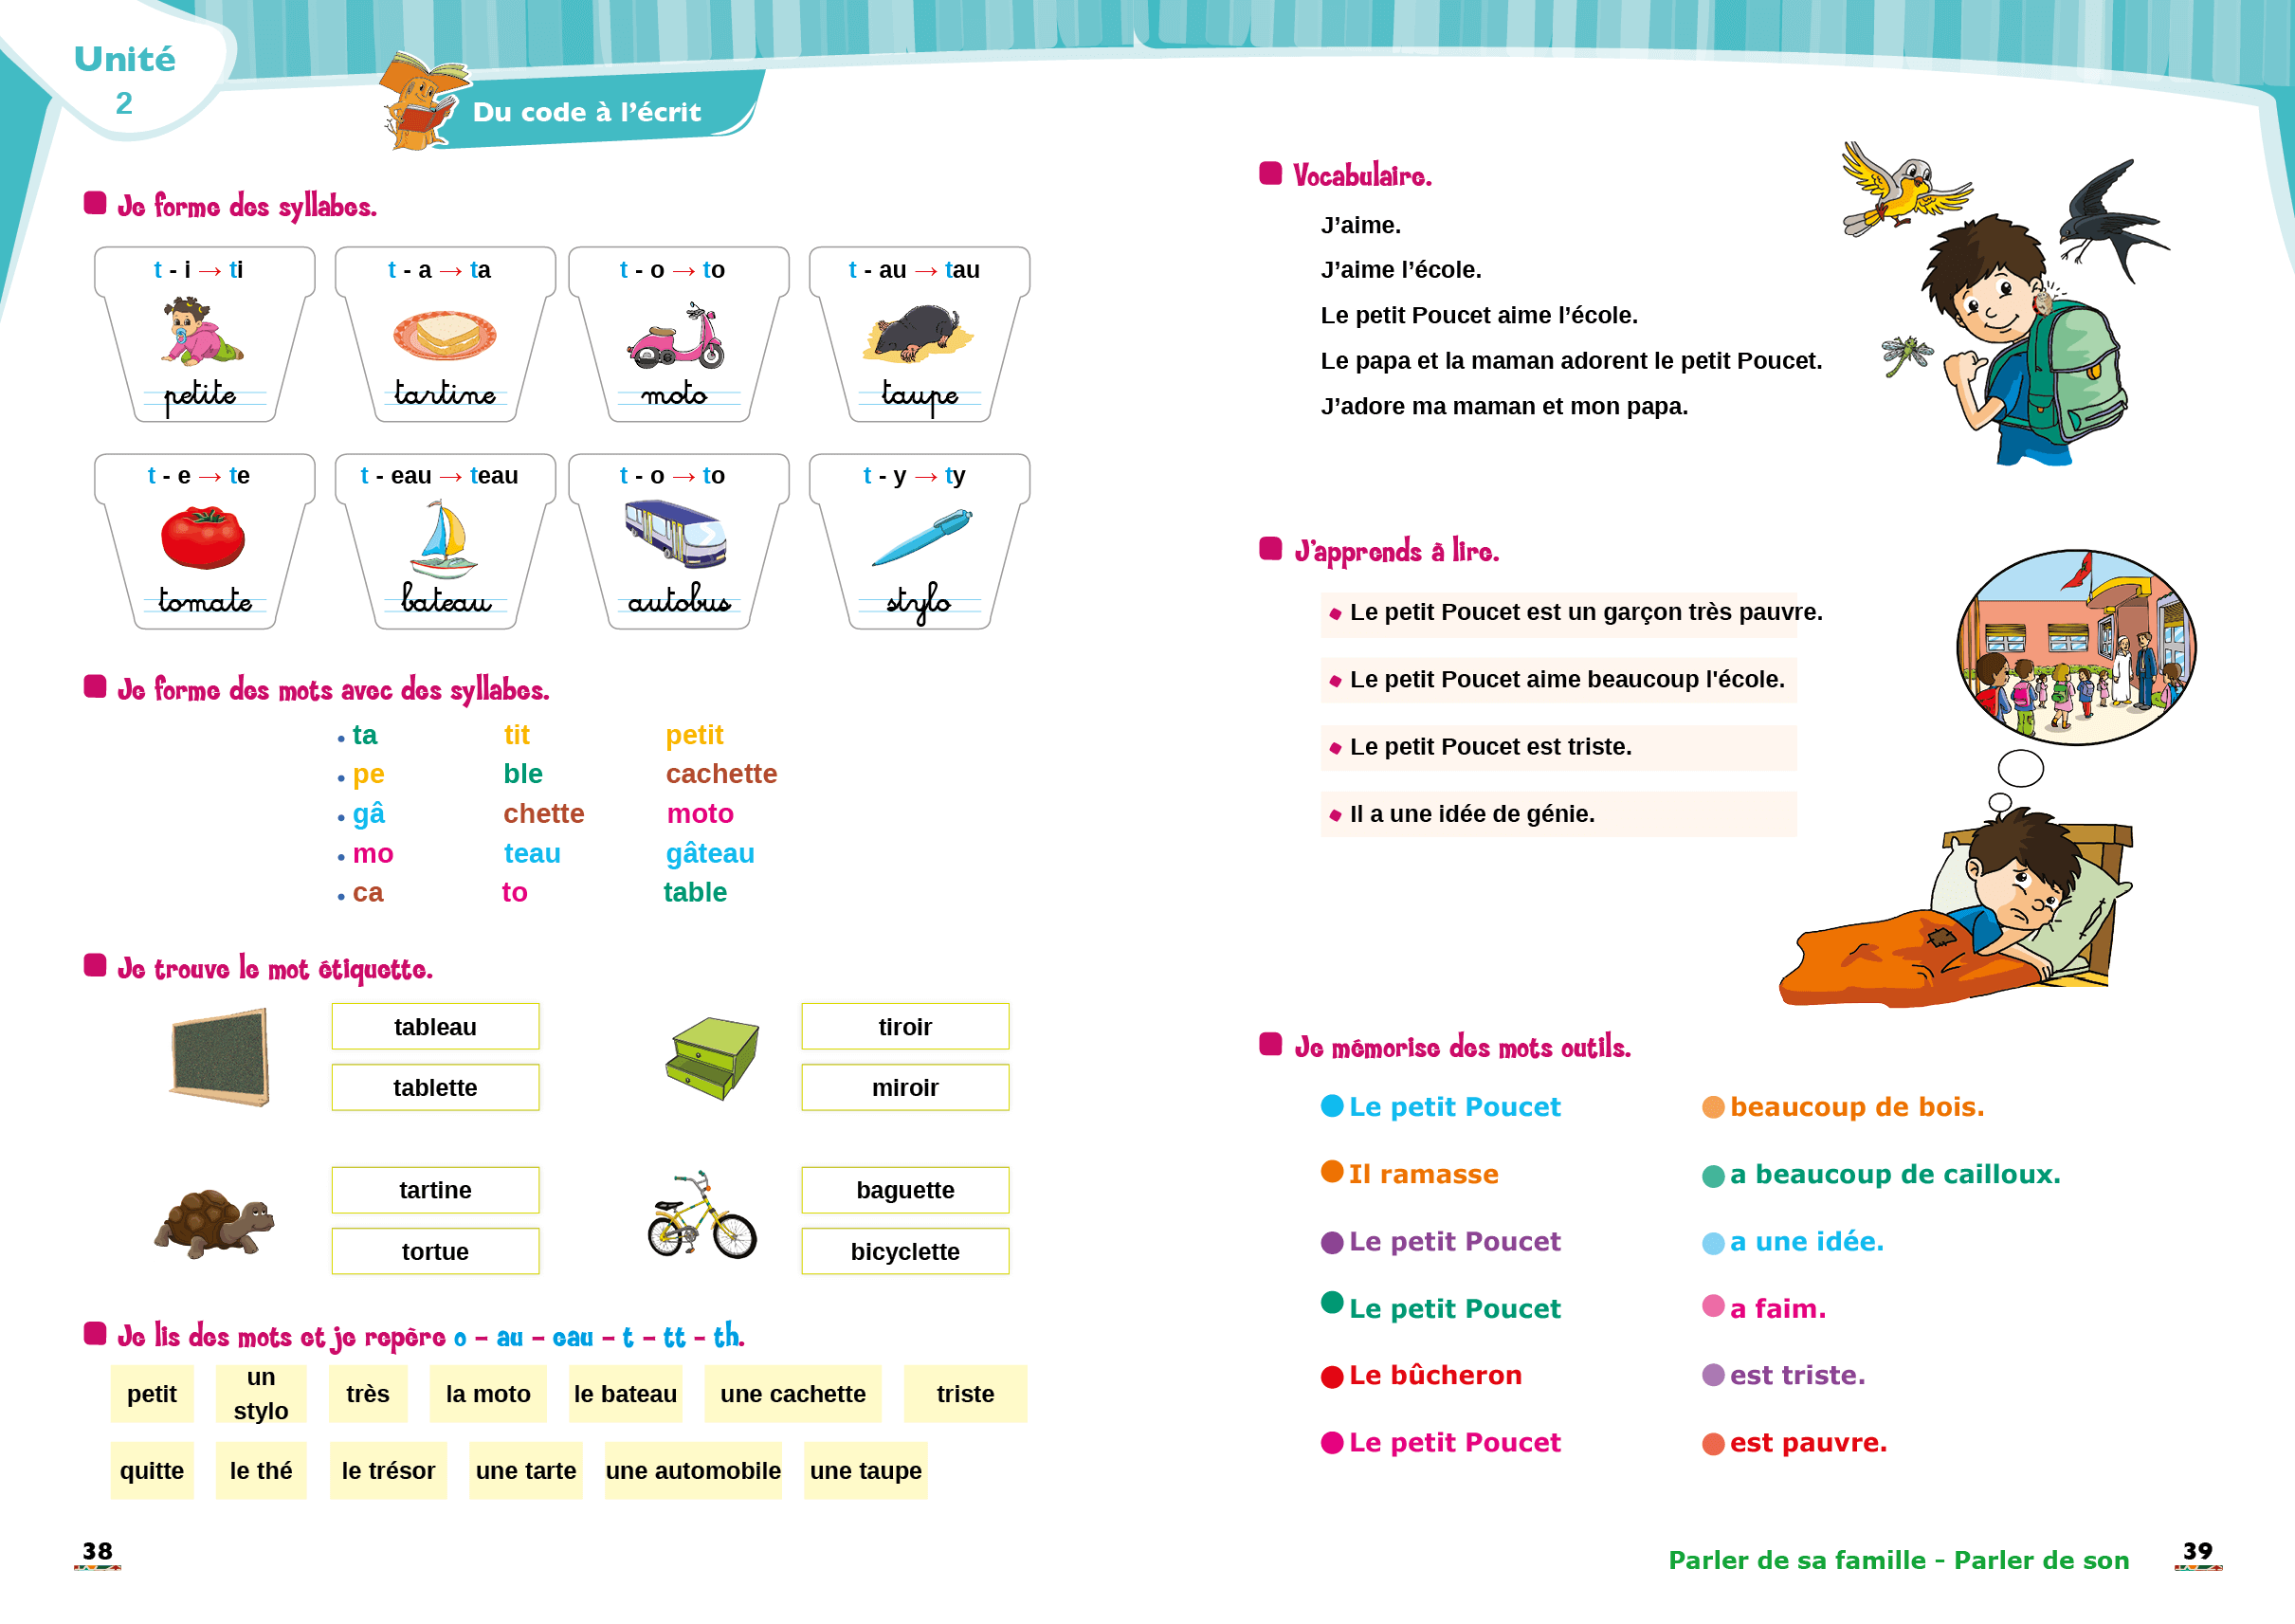 Unité
2
Du code à l’écrit
Je forme des syllabes.
t - i → ti
t - a → ta
t - o → to
t - au → tau
petite
tartine
moto
taupe
t - e → te
t - eau → teau
t - o → to
t - y → ty
tomate
bateau
autobus
stylo
Je forme des mots avec des syllabes.
• ta tit petit
• pe ble cachette
• gâ chette moto
• mo teau gâteau
• ca to table
Je trouve le mot étiquette.
tableau
tablette
tiroir
miroir
tartine
tortue
baguette
bicyclette
Je lis des mots et je repère o – au – eau – t – tt – th.
petit
un
stylo
très
la moto
le bateau
une cachette
triste
quitte
le thé
le trésor
une tarte
une automobile
une taupe
38
Vocabulaire.
J’aime.
J’aime l’école.
Le petit Poucet aime l’école.
Le papa et la maman adorent le petit Poucet.
J’adore ma maman et mon papa.
J’apprends à lire.
Le petit Poucet est un garçon très pauvre.
Le petit Poucet aime beaucoup l'école.
Le petit Poucet est triste.
Il a une idée de génie.
Je mémorise des mots outils.
Le petit Poucet
beaucoup de bois.
Il ramasse
a beaucoup de cailloux.
Le petit Poucet
a une idée.
Le petit Poucet
a faim.
Le bûcheron
est triste.
Le petit Poucet
est pauvre.
Parler de sa famille - Parler de son
39